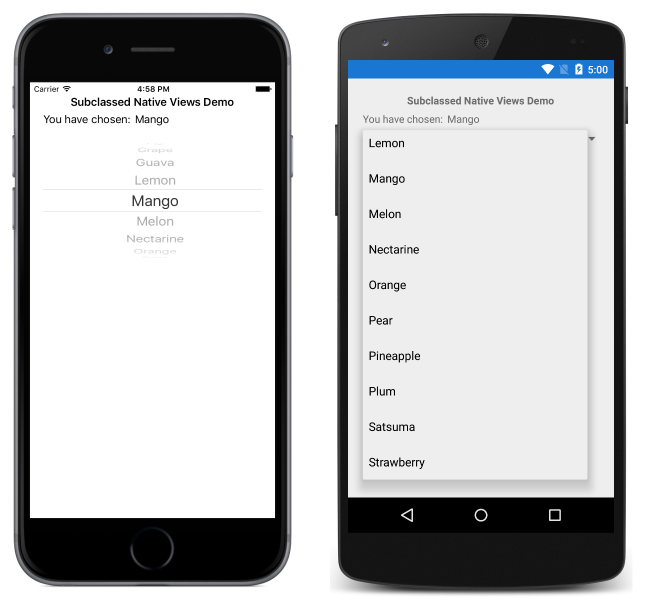 Carrier 4:58 PM
Subclassed Native Views Demo
You have chosen: Mango
Grape
Guava
Lemon
Mango
Melon
Nectarine
Orange
5:00
Subclassed Native Views Demo
You have chosen: Mango
Lemon
Mango
Melon
Nectarine
Orange
Pear
Pineapple
Plum
Satsuma
Strawberry